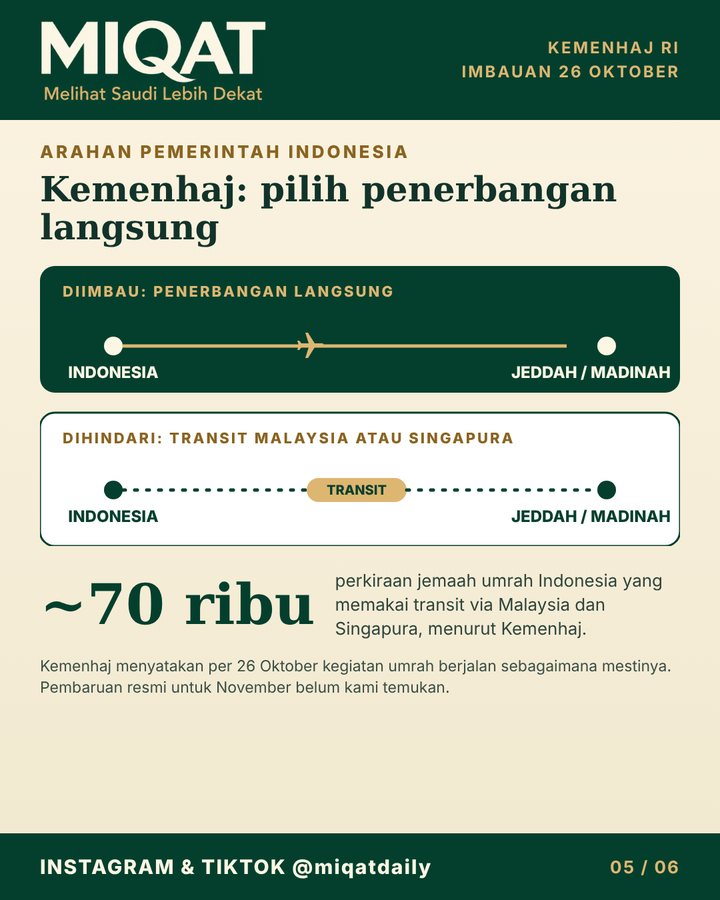 MIQAT
Melihat Saudi Lebih Dekat
KEMENHAJ RI
IMBAUAN 26 OKTOBER
ARAHAN PEMERINTAH INDONESIA
Kemenhaj: pilih penerbangan
langsung
DIIMBAU: PENERBANGAN LANGSUNG
INDONESIA
JEDDAH / MADINAH
DIHINDARI: TRANSIT MALAYSIA ATAU SINGAPURA
TRANSIT
INDONESIA
JEDDAH / MADINAH
~70 ribu
perkiraan jemaah umrah Indonesia yang
memakai transit via Malaysia dan
Singapura, menurut Kemenhaj.
Kemenhaj menyatakan per 26 Oktober kegiatan umrah berjalan sebagaimana mestinya.
Pembaruan resmi untuk November belum kami temukan.
INSTAGRAM & TIKTOK @miqatdaily
05 / 06